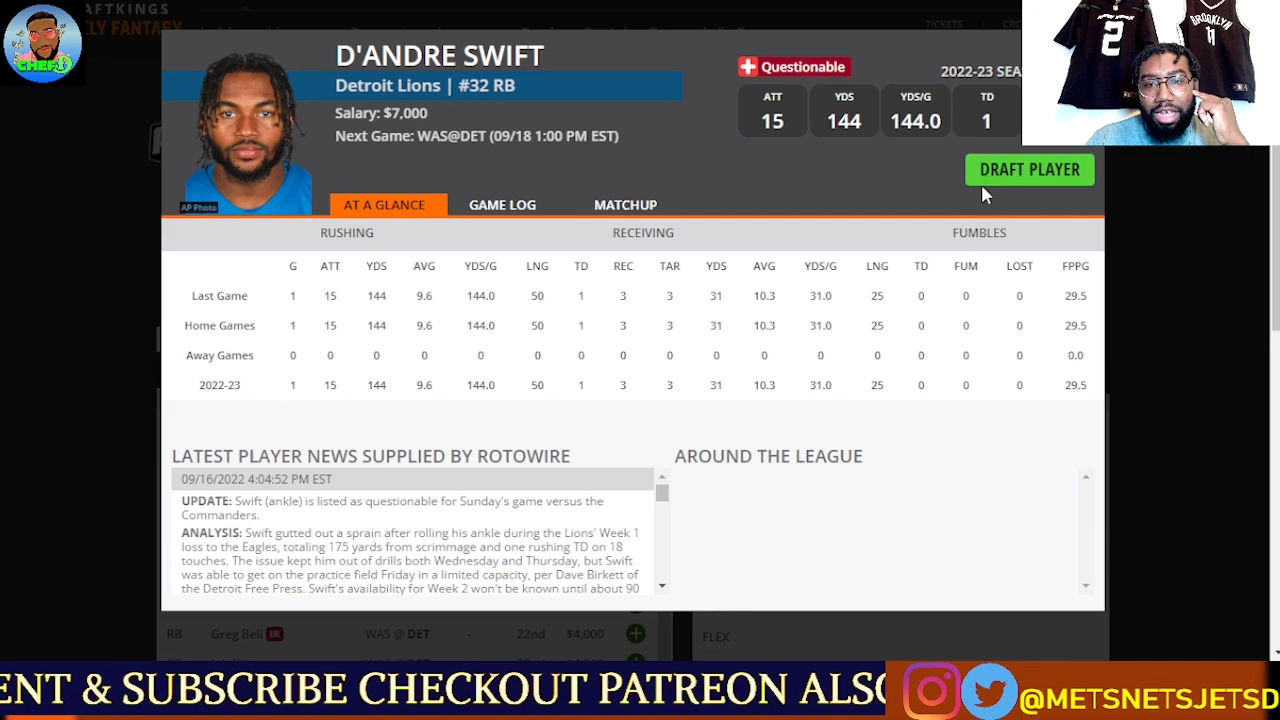 AFTKINGS
LY FANTASY
TICKETS
CHEF
D'ANDRE SWIFT
Detroit Lions | #32 RB
Salary: $7,000
Next Game: WAS@DET (09/18 1:00 PM EST)
Questionable
2022-23 SEA
ATT YDS YDS/G TD
15 144 144.0 1
2
BROOKLYN
11
DRAFT PLAYER
AP Photo
AT A GLANCE GAME LOG MATCHUP
RUSHING RECEIVING FUMBLES
G ATT YDS AVG YDS/G LNG TD REC TAR YDS AVG YDS/G LNG TD FUM LOST FPPG
Last Game 1 15 144 9.6 144.0 50 1 3 3 31 10.3 31.0 25 0 0 0 29.5
Home Games 1 15 144 9.6 144.0 50 1 3 3 31 10.3 31.0 25 0 0 0 29.5
Away Games 0 0 0 0 0 0 0 0 0 0 0 0 0 0 0 0 0.0
2022-23 1 15 144 9.6 144.0 50 1 3 3 31 10.3 31.0 25 0 0 0 29.5
LATEST PLAYER NEWS SUPPLIED BY ROTOWIRE
AROUND THE LEAGUE
09/16/2022 4:04:52 PM EST
UPDATE: Swift (ankle) is listed as questionable for Sunday's game versus the
Commanders.
ANALYSIS: Swift gutted out a sprain after rolling his ankle during the Lions' Week 1
loss to the Eagles, totaling 175 yards from scrimmage and one rushing TD on 18
touches. The issue kept him out of drills both Wednesday and Thursday, but Swift
was able to get on the practice field Friday in a limited capacity, per Dave Birkett of
the Detroit Free Press. Swift's availability for Week 2 won't be known until about 90
RB Greg Bell IR WAS @ DET - 22nd $4,000
FLEX
ENT & SUBSCRIBE CHECKOUT PATREON ALSO
@METSNETSJETSD